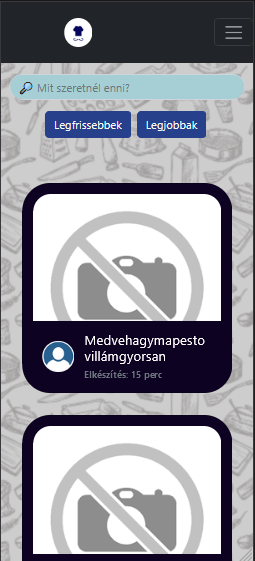 Mit szeretnél enni?
Legfrissebbek Legjobbak
Medvehagymapesto
villámgyorsan
Elkészítés: 15 perc